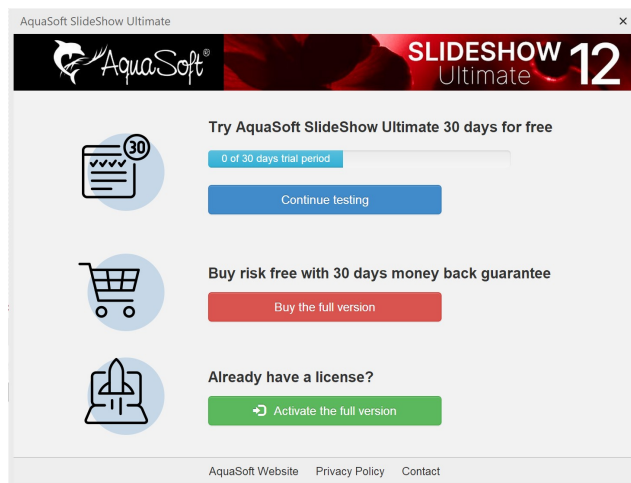 AquaSoft SlideShow Ultimate
AquaSoft®
SLIDESHOW
Ultimate
12
Try AquaSoft SlideShow Ultimate 30 days for free
30
0 of 30 days trial period
Continue testing
Buy risk free with 30 days money back guarantee
Buy the full version
Already have a license?
Activate the full version
AquaSoft Website Privacy Policy Contact